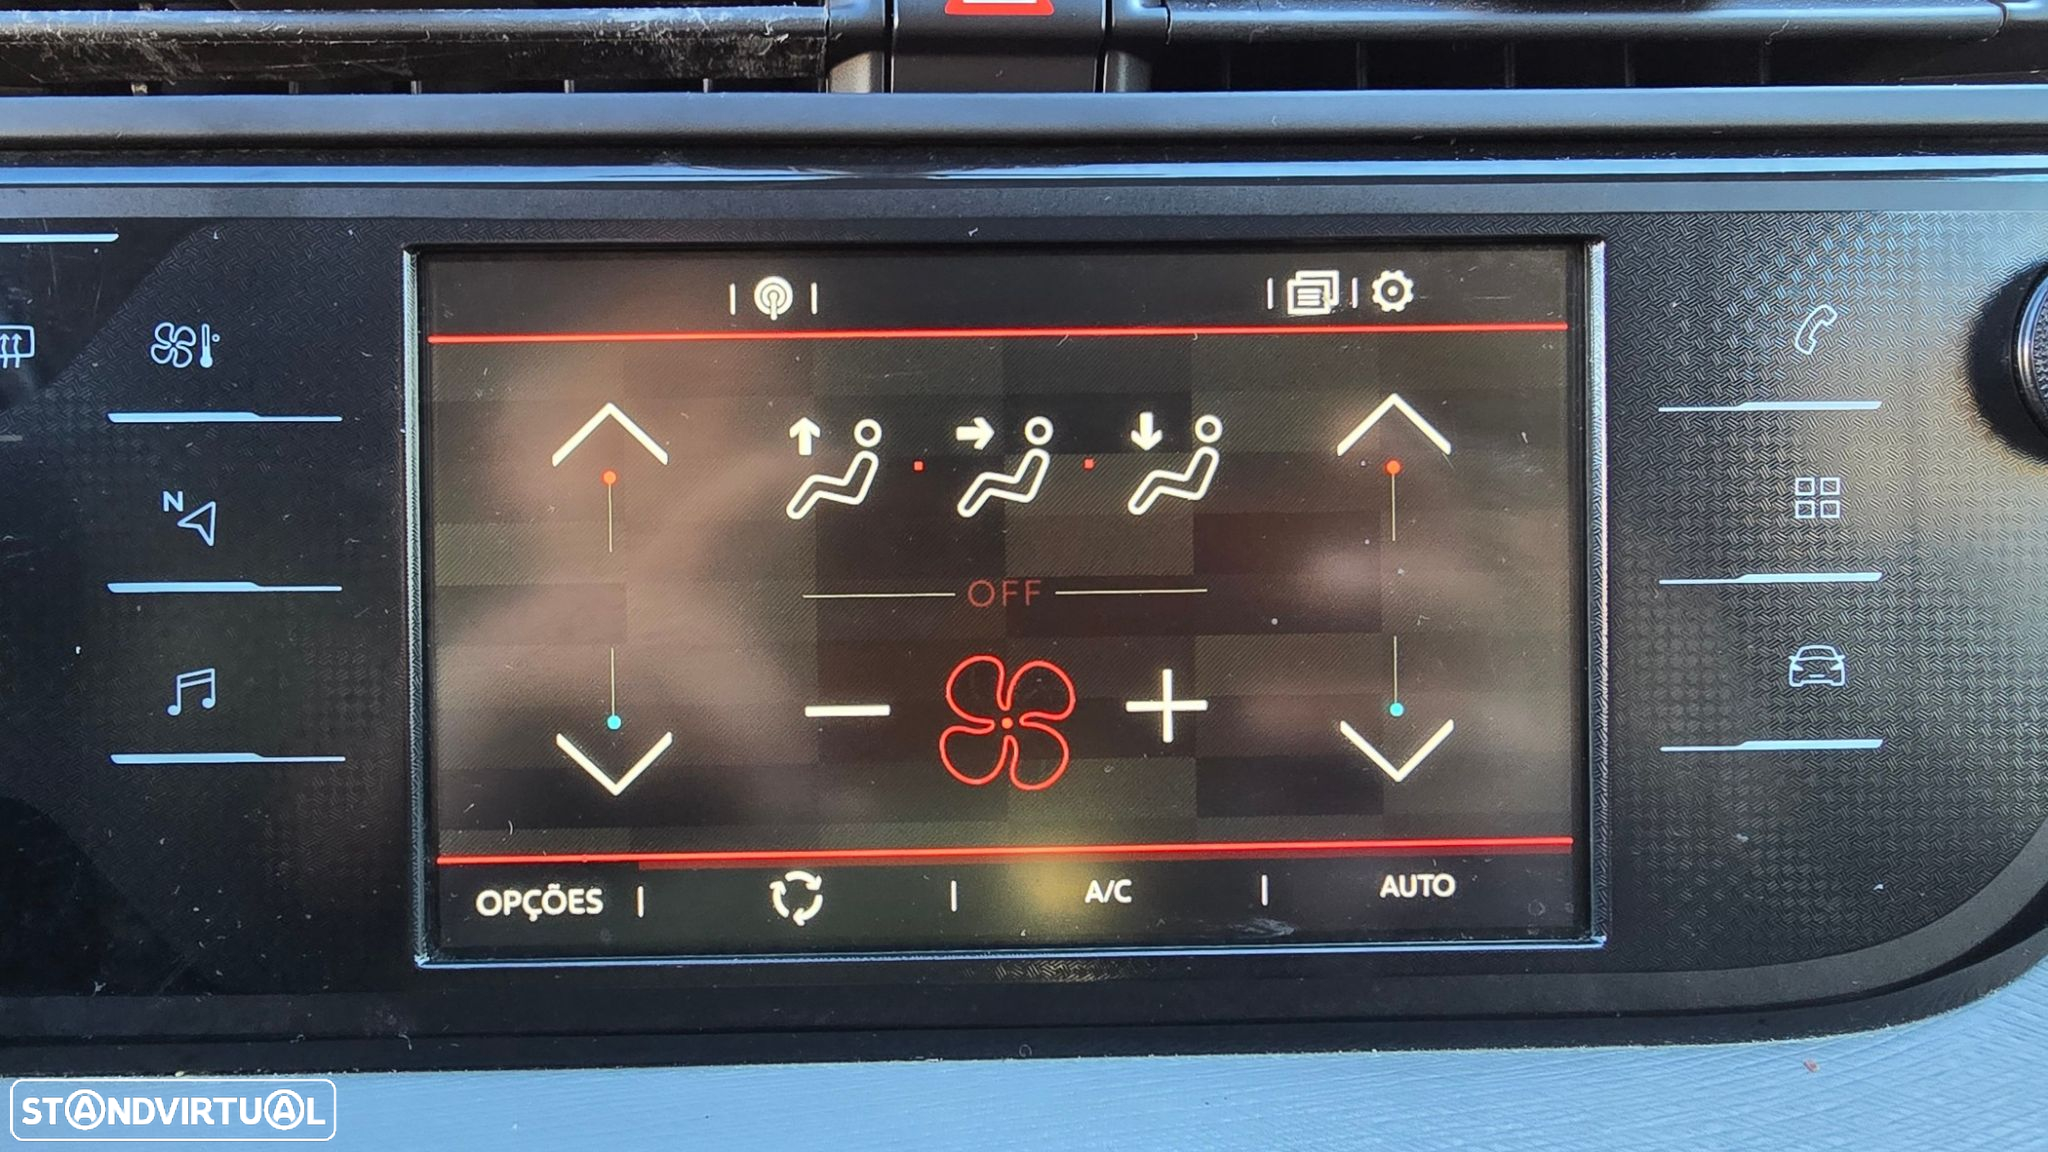 N
OFF
OPÇÕES
A/C
AUTO
STANDVIRTUAL